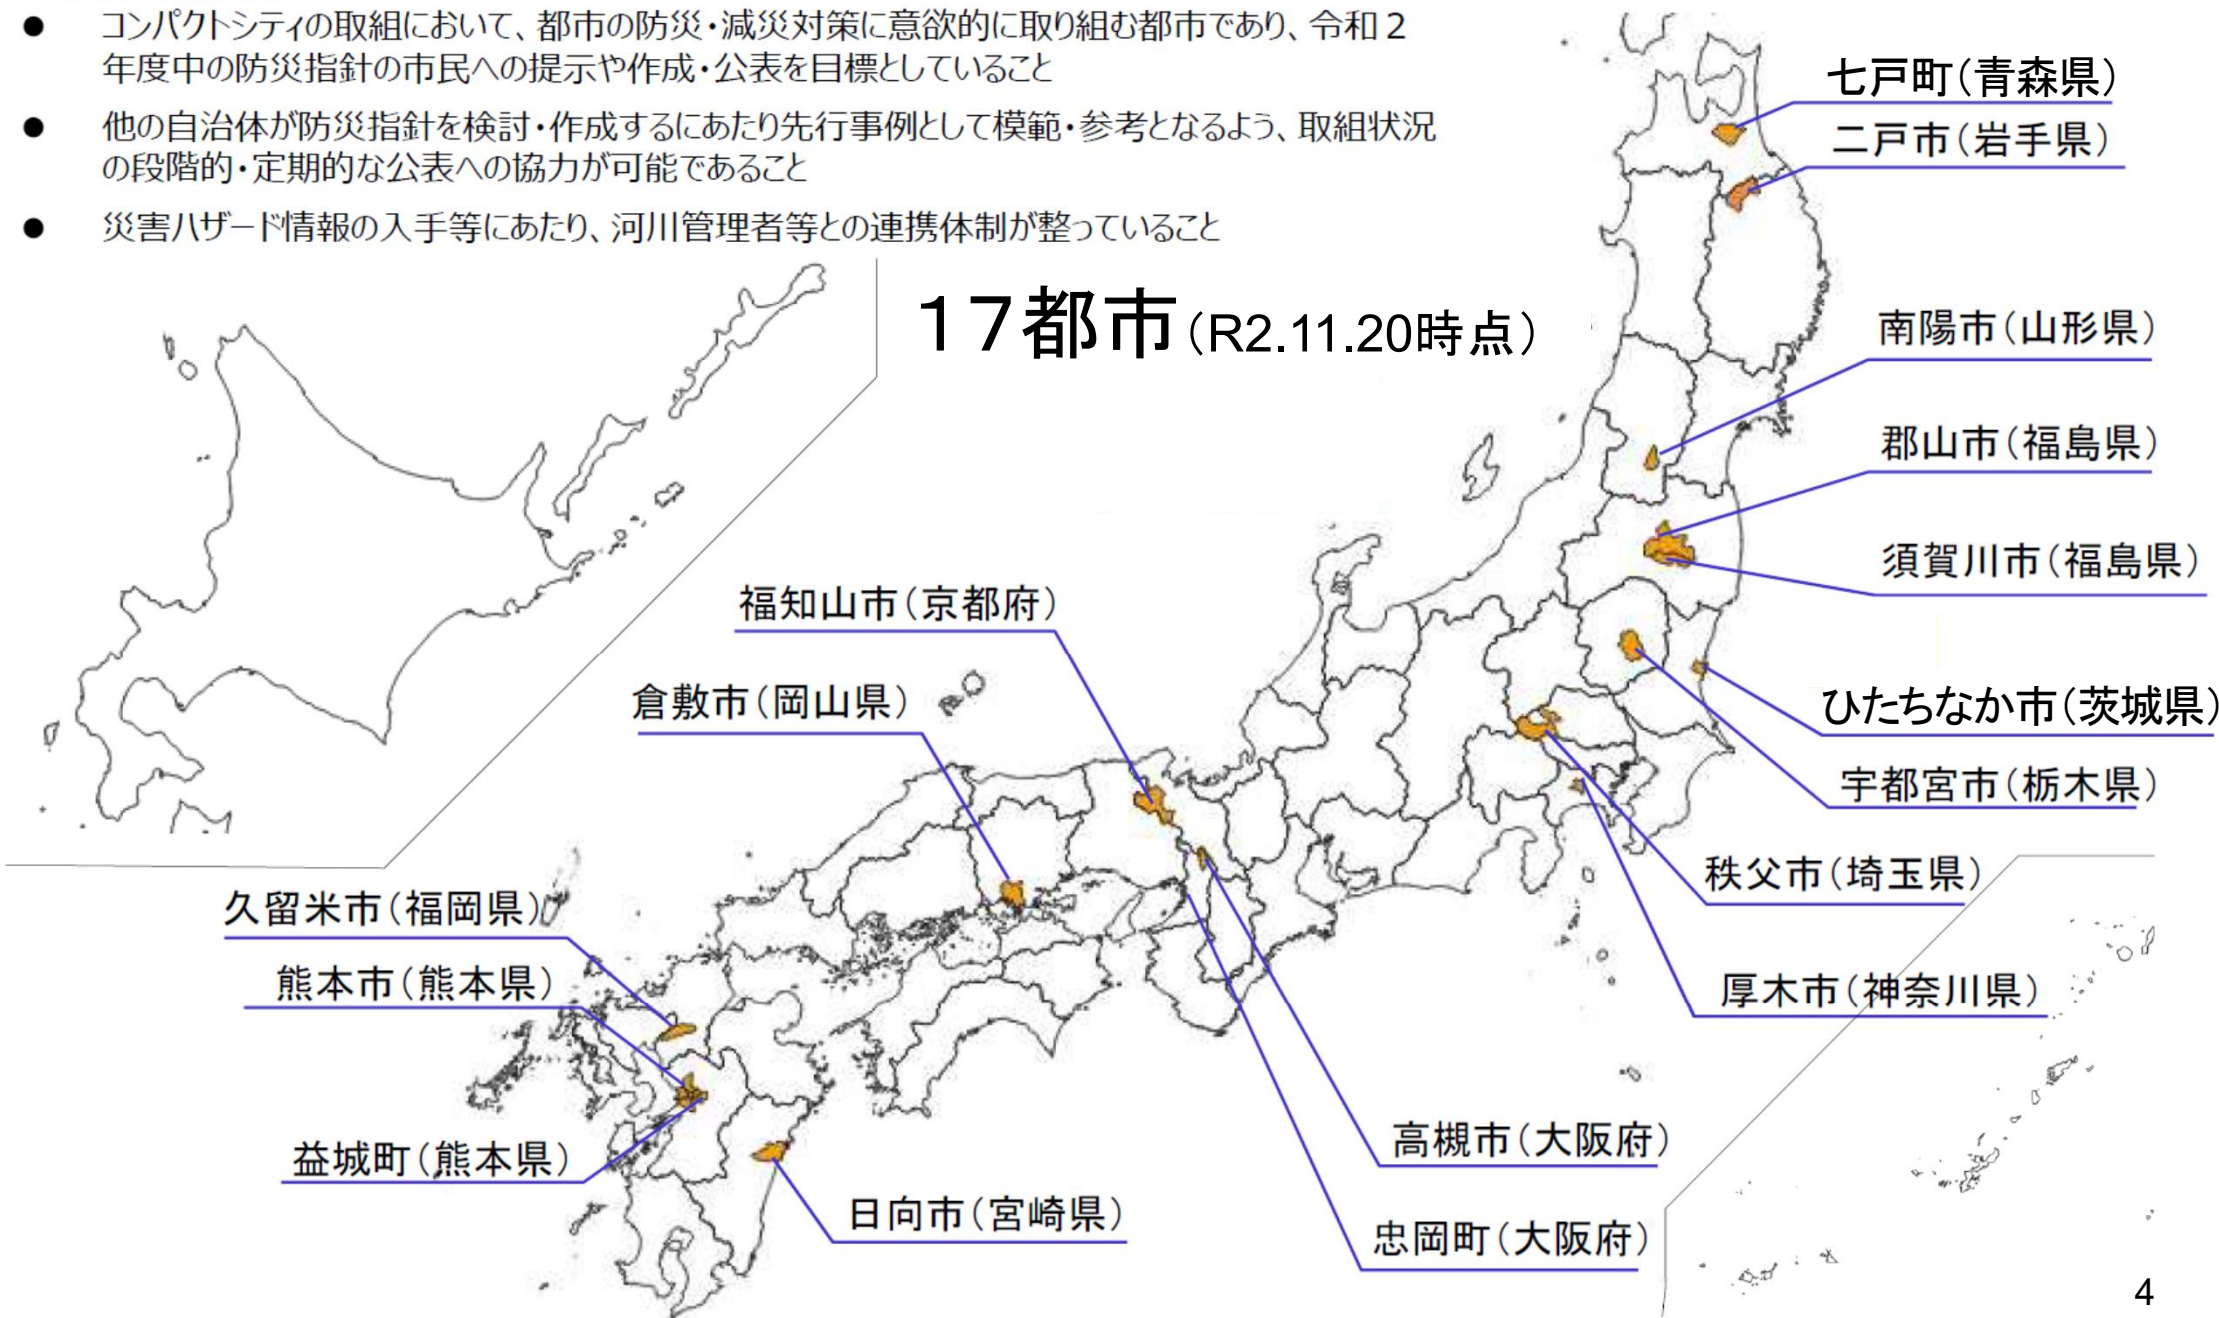 ● コンパクトシティの取組において、都市の防災・減災対策に意欲的に取り組む都市であり、令和２
年度中の防災指針の市民への提示や作成・公表を目標としていること
● 他の自治体が防災指針を検討・作成するにあたり先行事例として模範・参考となるよう、取組状況
の段階的・定期的な公表への協力が可能であること
● 災害ハザード情報の入手等にあたり、河川管理者等との連携体制が整っていること
１７都市（R2.11.20時点）
七戸町（青森県）
二戸市（岩手県）
南陽市（山形県）
郡山市（福島県）
須賀川市（福島県）
ひたちなか市（茨城県）
宇都宮市（栃木県）
秩父市（埼玉県）
厚木市（神奈川県）
福知山市（京都府）
倉敷市（岡山県）
久留米市（福岡県）
熊本市（熊本県）
益城町（熊本県）
日向市（宮崎県）
高槻市（大阪府）
忠岡町（大阪府）
4